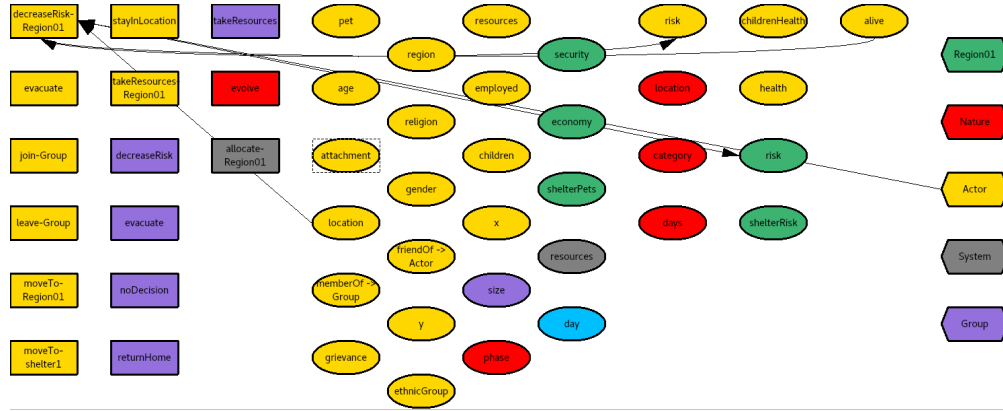 decreaseRisk-
Region01
stayInLocation
takeResources
pet
resources
risk
childrenHealth
alive
region
security
Region01
evacuate
takeResources-
Region01
evolve
age
employed
location
health
religion
economy
Nature
join-Group
decreaseRisk
allocate-
Region01
attachment
children
category
risk
gender
shelterPets
Actor
leave-Group
evacuate
location
x
days
shelterRisk
friendOf ->
Actor
resources
System
moveTo-
Region01
noDecision
memberOf ->
Group
size
y
day
Group
moveTo-
shelter1
returnHome
grievance
phase
ethnicGroup